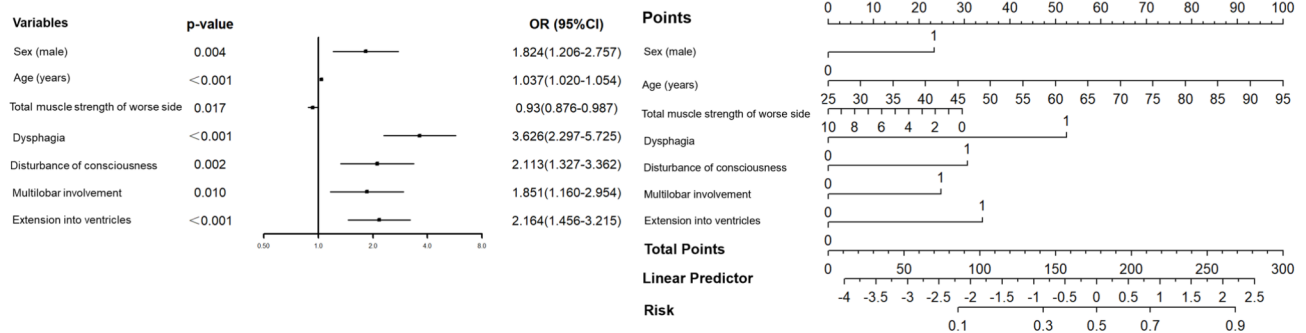 Variables p-value OR (95%CI)
Sex (male) 0.004 1.824(1.206-2.757)
Age (years) <0.001 1.037(1.020-1.054)
Total muscle strength of worse side 0.017 0.93(0.876-0.987)
Dysphagia <0.001 3.626(2.297-5.725)
Disturbance of consciousness 0.002 2.113(1.327-3.362)
Multilobar involvement 0.010 1.851(1.160-2.954)
Extension into ventricles <0.001 2.164(1.456-3.215)
0.50 1.0 2.0 4.0 8.0
Points 0 10 20 30 40 50 60 70 80 90 100
1
Sex (male)
0
Age (years)
25 30 35 40 45 50 55 60 65 70 75 80 85 90 95
Total muscle strength of worse side
10 8 6 4 2 0
1
Dysphagia
0
1
Disturbance of consciousness
0
1
Multilobar involvement
0
1
Extension into ventricles
0
Total Points
0 50 100 150 200 250 300
Linear Predictor
-4 -3.5 -3 -2.5 -2 -1.5 -1 -0.5 0 0.5 1 1.5 2 2.5
Risk
0.1 0.3 0.5 0.7 0.9